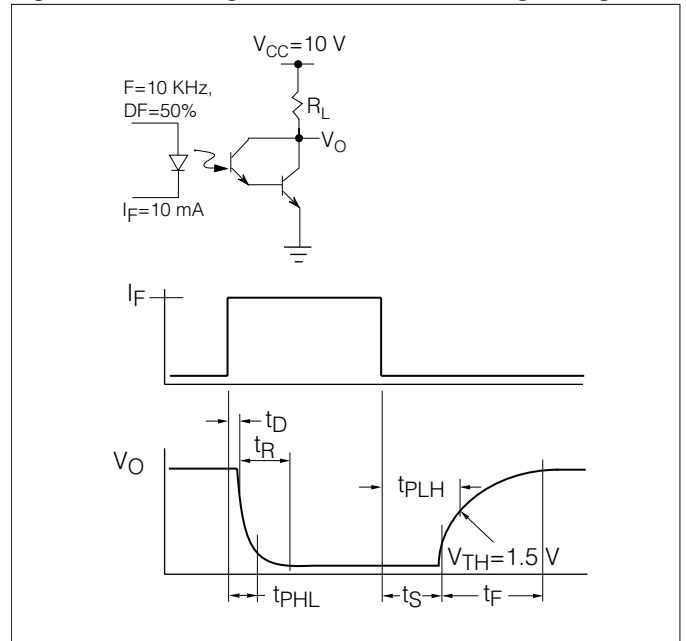 V_CC=10 V
F=10 KHz,
DF=50%
R_L
V_O
I_F=10 mA
I_F
t_D
t_R
V_O
t_PLH
V_TH=1.5 V
t_PHL
t_S
t_F